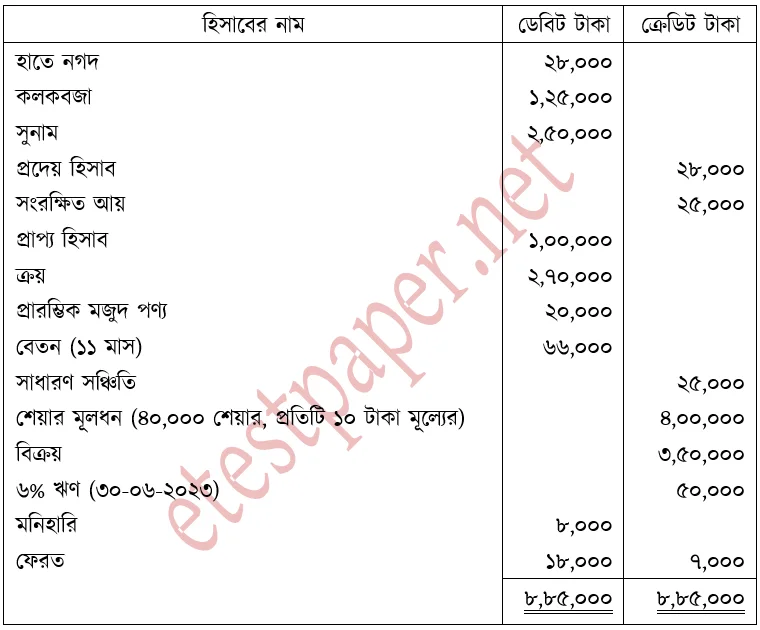 হিসাবের নাম ডেবিট টাকা ক্রেডিট টাকা
হাতে নগদ ২৮,০০০
কলকবজা ১,২৫,০০০
সুনাম ২,৫০,০০০
প্রদেয় হিসাব ২৮,০০০
সংরক্ষিত আয় ২৫,০০০
প্রাপ্য হিসাব ১,০০,০০০
ক্রয় ২,৭০,০০০
প্রারম্ভিক মজুদ পণ্য ২০,০০০
বেতন (১১ মাস) ৬৬,০০০
সাধারণ সঞ্চিতি ২৫,০০০
শেয়ার মূলধন (৪০,০০০ শেয়ার, প্রতিটি ১০ টাকা মূল্যের) ৪,০০,০০০
বিক্রয় ৩,৫০,০০০
৬% ঋণ (৩০-০৬-২০২৩) ৫০,০০০
মনিহারি ৮,০০০
ফেরত ১৮,০০০ ৭,০০০
৮,৮৫,০০০ ৮,৮৫,০০০
etestpaper.net